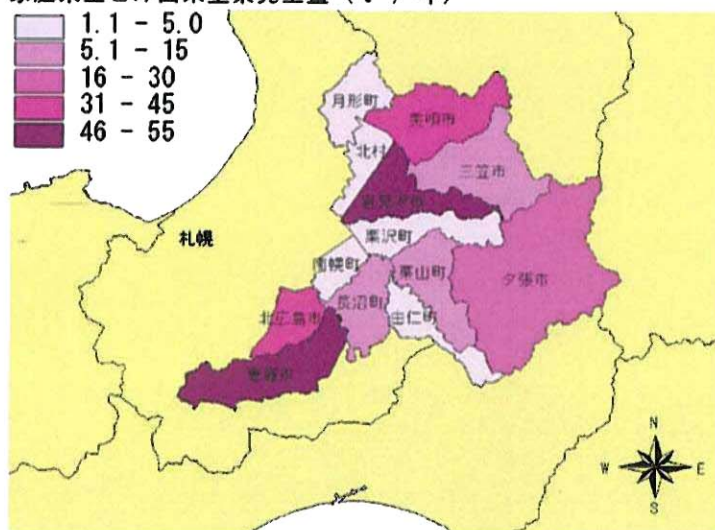 1.1 - 5.0
5.1 - 15
16 - 30
31 - 45
46 - 55
月形町
美唄市
北村
三笠市
岩見沢市
札幌
栗沢町
南幌町
栗山町
夕張市
長沼町
北広島市
由仁町
恵庭市
N
W
E
S